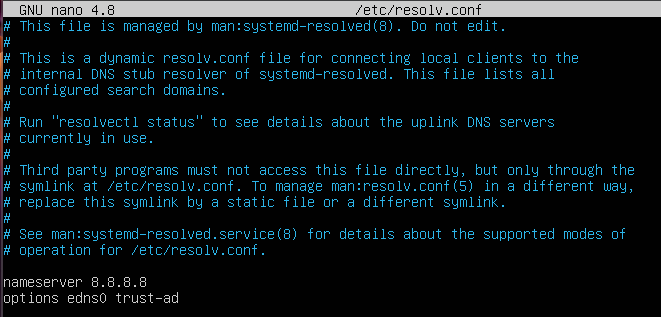 GNU nano 4.8 /etc/resolv.conf
# This file is managed by man:systemd-resolved(8). Do not edit.
#
# This is a dynamic resolv.conf file for connecting local clients to the
# internal DNS stub resolver of systemd-resolved. This file lists all
# configured search domains.
#
# Run "resolvectl status" to see details about the uplink DNS servers
# currently in use.
#
# Third party programs must not access this file directly, but only through the
# symlink at /etc/resolv.conf. To manage man:resolv.conf(5) in a different way,
# replace this symlink by a static file or a different symlink.
#
# See man:systemd-resolved.service(8) for details about the supported modes of
# operation for /etc/resolv.conf.
nameserver 8.8.8.8
options edns0 trust-ad